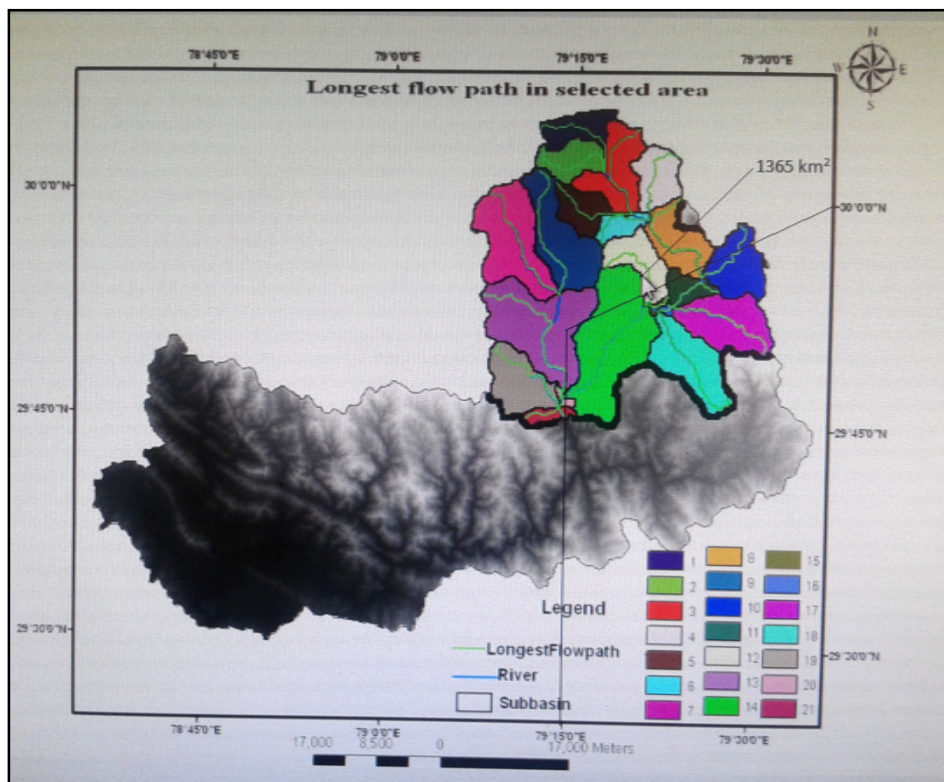 N
W E
S
78°45'0"E 79°0'0"E 79°15'0"E 79°30'0"E
Longest flow path in selected area
1365 km²
30°0'0"N 30°0'0"N
29°45'0"N 29°45'0"N
29°30'0"N 29°30'0"N
Legend
LongestFlowpath
River
Subbasin
1 8 15
2 9 16
3 10 17
4 11 18
5 12 19
6 13 20
7 14 21
78°45'0"E 79°0'0"E 79°15'0"E 79°30'0"E
17,000 8,500 0 17,000 Meters